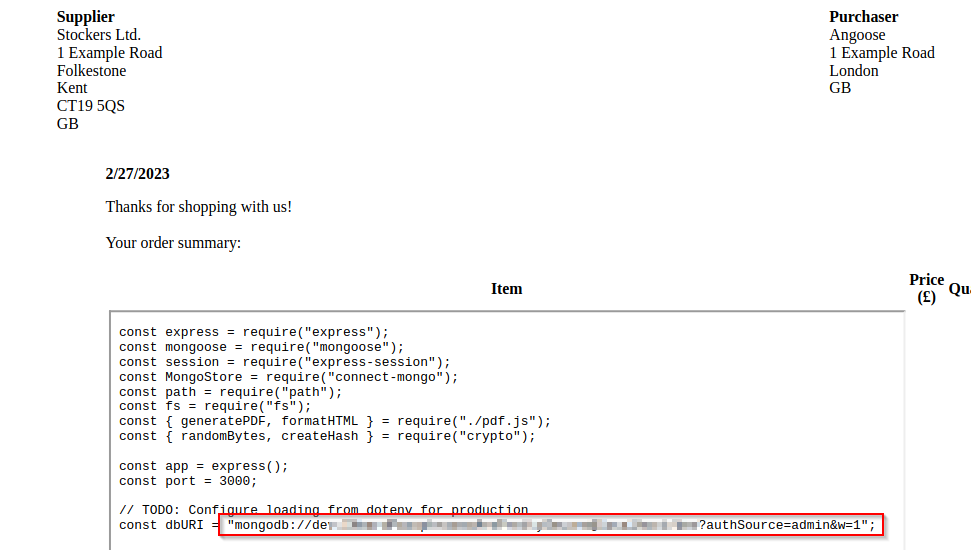 Supplier
Stockers Ltd.
1 Example Road
Folkestone
Kent
CT19 5QS
GB
Purchaser
Angoose
1 Example Road
London
GB
2/27/2023
Thanks for shopping with us!
Your order summary:
Item
Price
(£)
const express = require("express");
const mongoose = require("mongoose");
const session = require("express-session");
const MongoStore = require("connect-mongo");
const path = require("path");
const fs = require("fs");
const { generatePDF, formatHTML } = require("./pdf.js");
const { randomBytes, createHash } = require("crypto");
const app = express();
const port = 3000;
// TODO: Configure loading from dotenv for production
const dbURI = "mongodb://dev ?authSource=admin&w=1";